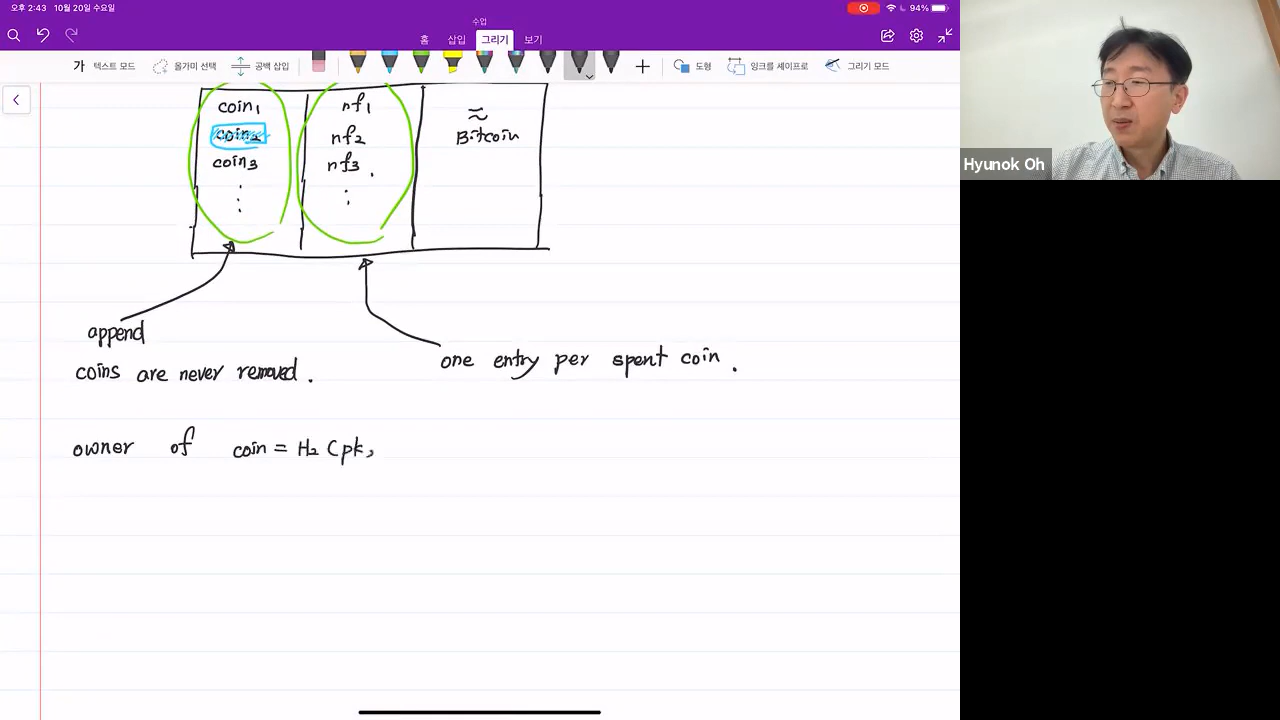 오후 2:43 10월 20일 수요일
94%
수업
홈 삽입 그리기 보기
가 텍스트 모드 올가미 선택 공백 삽입 도형 잉크를 셰이프로 그리기 모드
coin1 nf1 ≈
coin2 nf2 Bitcoin
coin3 nf3.
append
one entry per spent coin.
coins are never removed.
owner of coin = H2 (pk,
Hyunok Oh